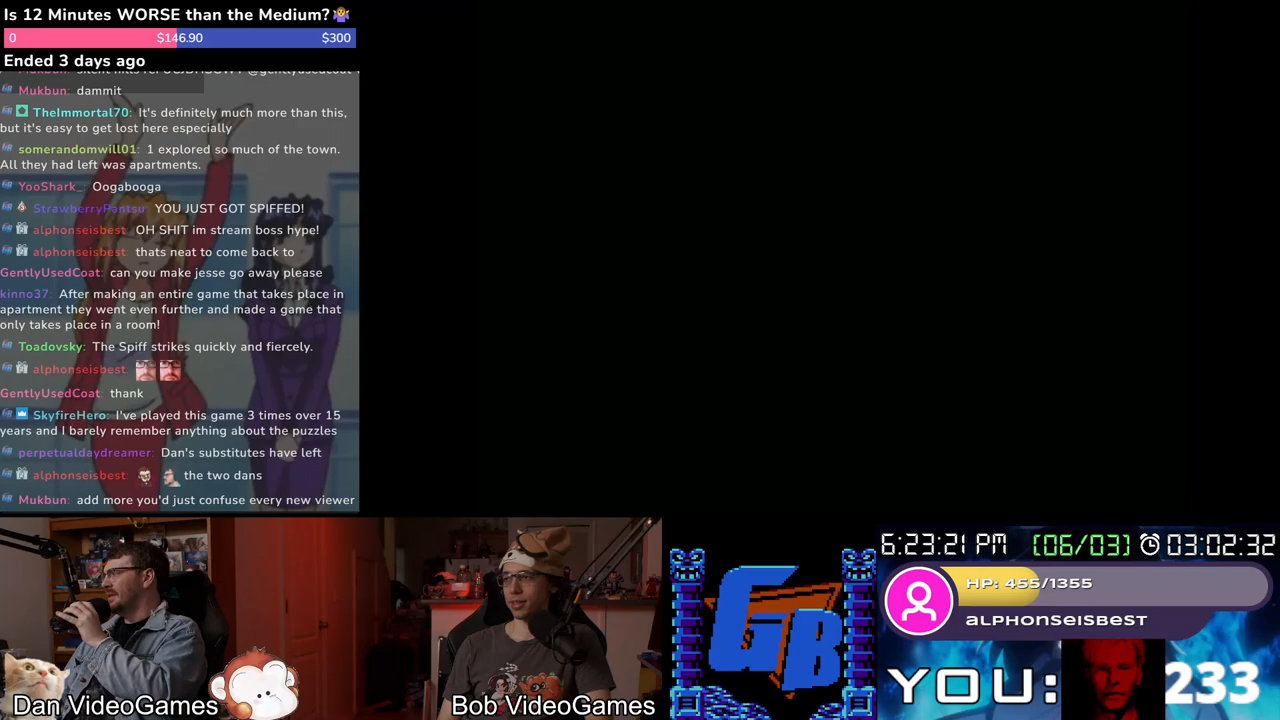 Is 12 Minutes WORSE than the Medium?🤷‍♀️
0 $146.90 $300
Ended 3 days ago
Mukbun: dammit
TheImmortal70: It's definitely much more than this,
but it's easy to get lost here especially
somerandomwill01: 1 explored so much of the town.
All they had left was apartments.
YooShark_ Oogabooga
StrawberryPantsu: YOU JUST GOT SPIFFED!
alphonseisbest: OH SHIT im stream boss hype!
alphonseisbest: thats neat to come back to
GentlyUsedCoat: can you make jesse go away please
kinno37: After making an entire game that takes place in
apartment they went even further and made a game that
only takes place in a room!
Toadovsky: The Spiff strikes quickly and fiercely.
alphonseisbest:
GentlyUsedCoat: thank
SkyfireHero: I've played this game 3 times over 15
years and I barely remember anything about the puzzles
perpetualdaydreamer: Dan's substitutes have left
alphonseisbest: the two dans
Mukbun: add more you'd just confuse every new viewer
Dan VideoGames
Bob VideoGames
GB
6:23:21 PM [06/03] 03:02:32
HP: 455/1355
alphonseisbest
YOU: 233